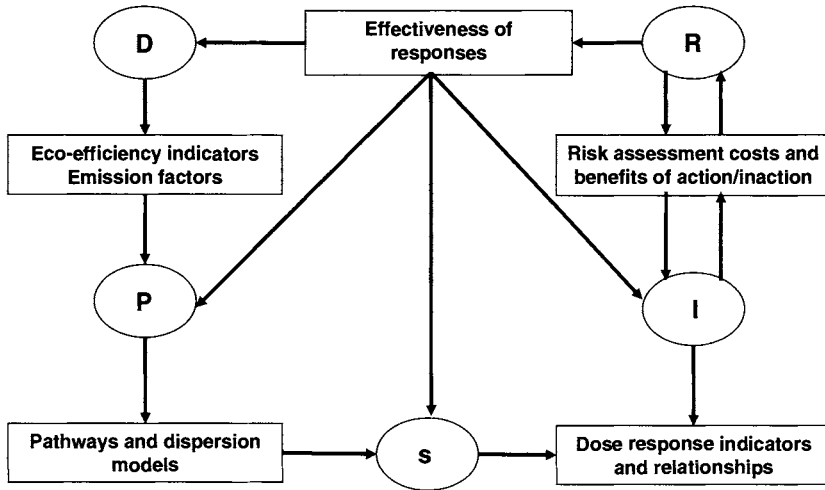 D
Effectiveness of
responses
R
Eco-efficiency indicators
Emission factors
Risk assessment costs and
benefits of action/inaction
P
I
Pathways and dispersion
models
s
Dose response indicators
and relationships